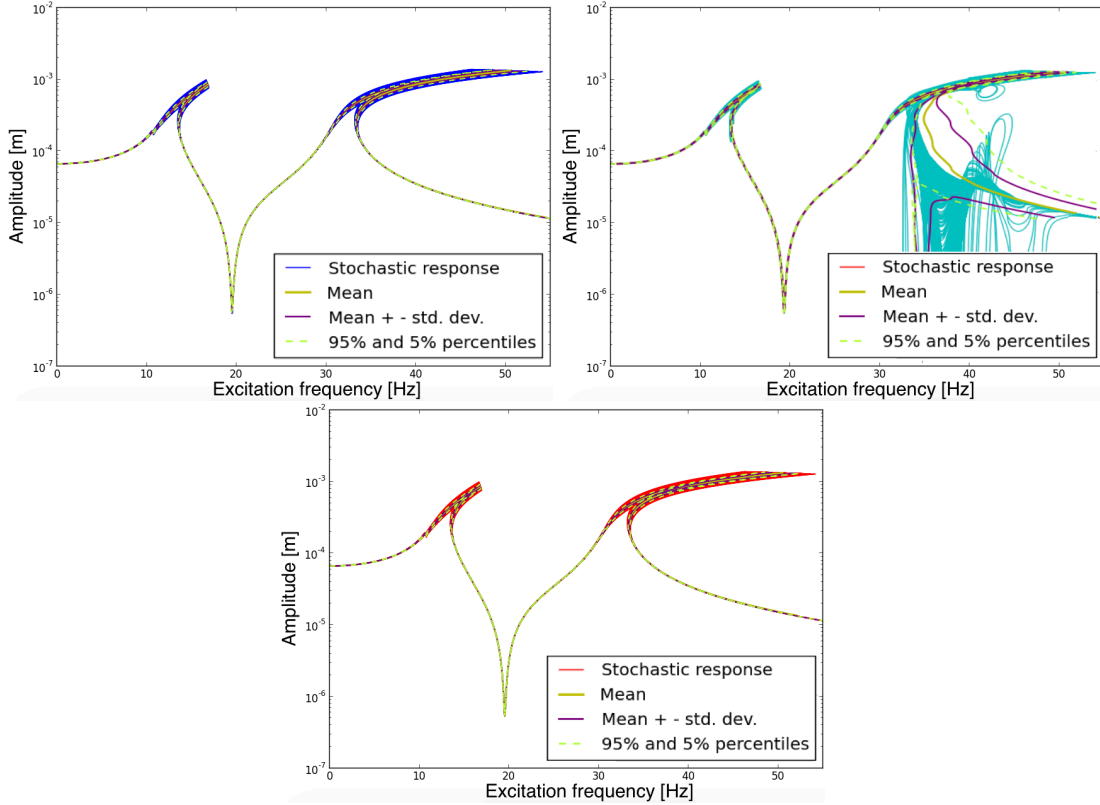 10^-2
10^-3
10^-4
10^-5
10^-6
10^-7
Amplitude [m]
0 10 20 30 40 50
Excitation frequency [Hz]
Stochastic response
Mean
Mean + - std. dev.
95% and 5% percentiles
10^-2
10^-3
10^-4
10^-5
10^-6
10^-7
Amplitude [m]
0 10 20 30 40 50
Excitation frequency [Hz]
Stochastic response
Mean
Mean + - std. dev.
95% and 5% percentiles
10^-2
10^-3
10^-4
10^-5
10^-6
10^-7
Amplitude [m]
0 10 20 30 40 50
Excitation frequency [Hz]
Stochastic response
Mean
Mean + - std. dev.
95% and 5% percentiles